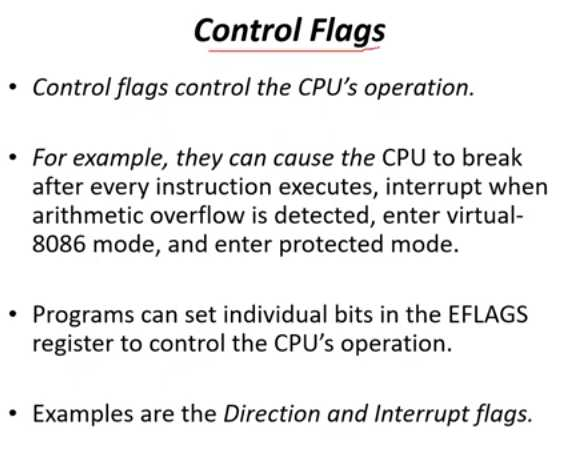 Control Flags
• Control flags control the CPU's operation.
• For example, they can cause the CPU to break
after every instruction executes, interrupt when
arithmetic overflow is detected, enter virtual-
8086 mode, and enter protected mode.
• Programs can set individual bits in the EFLAGS
register to control the CPU's operation.
• Examples are the Direction and Interrupt flags.